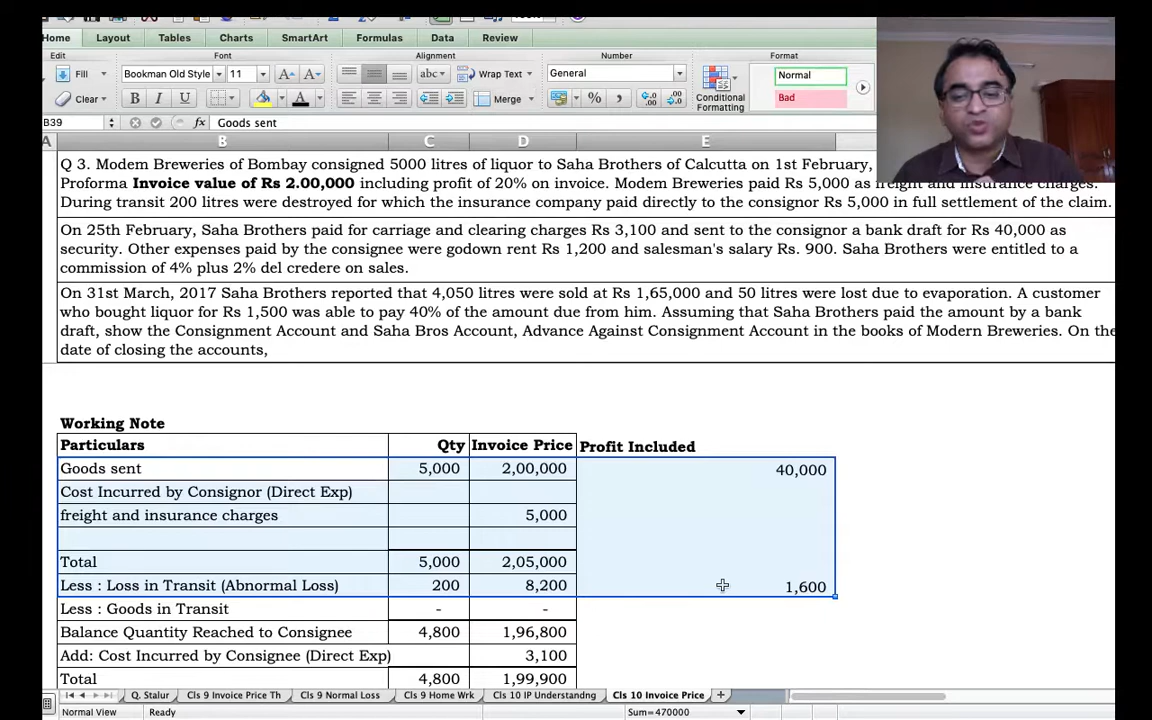 Home Layout Tables Charts SmartArt Formulas Data Review
Edit Font Alignment Number Format
Fill Bookman Old Style 11 A A abc Wrap Text General Normal
Clear B I U A Merge % Conditional Formatting Bad
B39 fx Goods sent
A B C D E
Q 3. Modem Breweries of Bombay consigned 5000 litres of liquor to Saha Brothers of Calcutta on 1st February,
Proforma Invoice value of Rs 2.00,000 including profit of 20% on invoice. Modem Breweries paid Rs 5,000 as freight and insurance charges.
During transit 200 litres were destroyed for which the insurance company paid directly to the consignor Rs 5,000 in full settlement of the claim.
On 25th February, Saha Brothers paid for carriage and clearing charges Rs 3,100 and sent to the consignor a bank draft for Rs 40,000 as
security. Other expenses paid by the consignee were godown rent Rs 1,200 and salesman's salary Rs. 900. Saha Brothers were entitled to a
commission of 4% plus 2% del credere on sales.
On 31st March, 2017 Saha Brothers reported that 4,050 litres were sold at Rs 1,65,000 and 50 litres were lost due to evaporation. A customer
who bought liquor for Rs 1,500 was able to pay 40% of the amount due from him. Assuming that Saha Brothers paid the amount by a bank
draft, show the Consignment Account and Saha Bros Account, Advance Against Consignment Account in the books of Modern Breweries. On the
date of closing the accounts,
Working Note
Particulars Qty Invoice Price Profit Included
Goods sent 5,000 2,00,000 40,000
Cost Incurred by Consignor (Direct Exp)
freight and insurance charges 5,000
Total 5,000 2,05,000
Less : Loss in Transit (Abnormal Loss) 200 8,200 1,600
Less : Goods in Transit - -
Balance Quantity Reached to Consignee 4,800 1,96,800
Add: Cost Incurred by Consignee (Direct Exp) 3,100
Total 4,800 1,99,900
Q. Stalur Cls 9 Invoice Price Th Cls 9 Normal Loss Cls 9 Home Wrk Cls 10 IP Understandng Cls 10 Invoice Price +
Normal View Ready Sum=470000